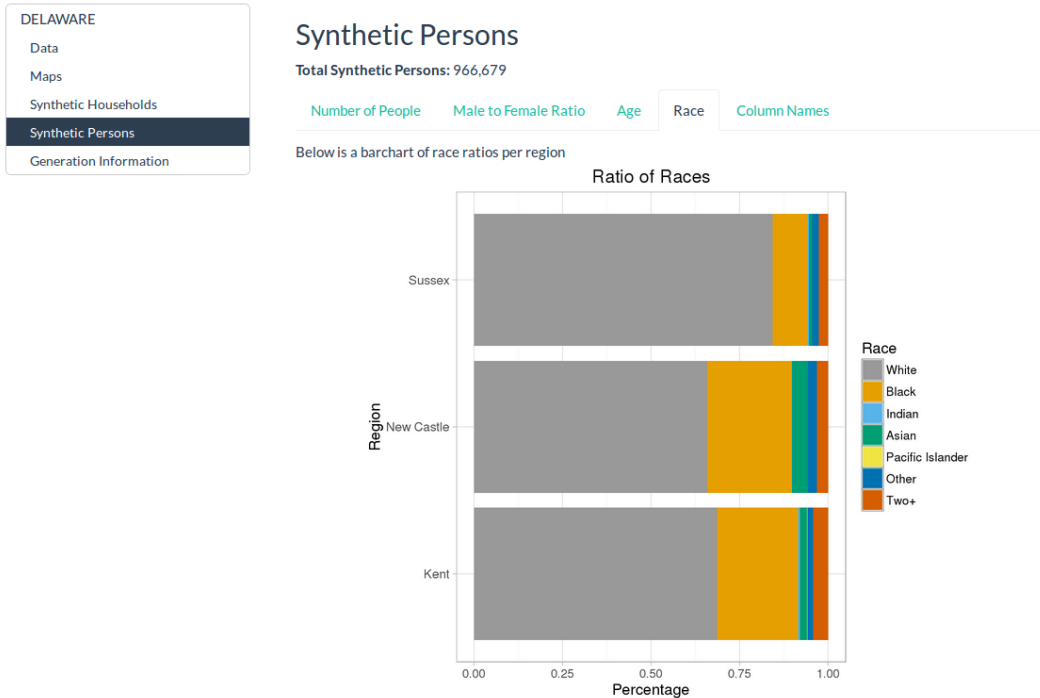 DELAWARE
Data
Maps
Synthetic Households
Synthetic Persons
Generation Information
Synthetic Persons
Total Synthetic Persons: 966,679
Number of People Male to Female Ratio Age Race Column Names
Below is a barchart of race ratios per region
Ratio of Races
Sussex
New Castle
Kent
Region
0.00 0.25 0.50 0.75 1.00
Percentage
Race
White
Black
Indian
Asian
Pacific Islander
Other
Two+